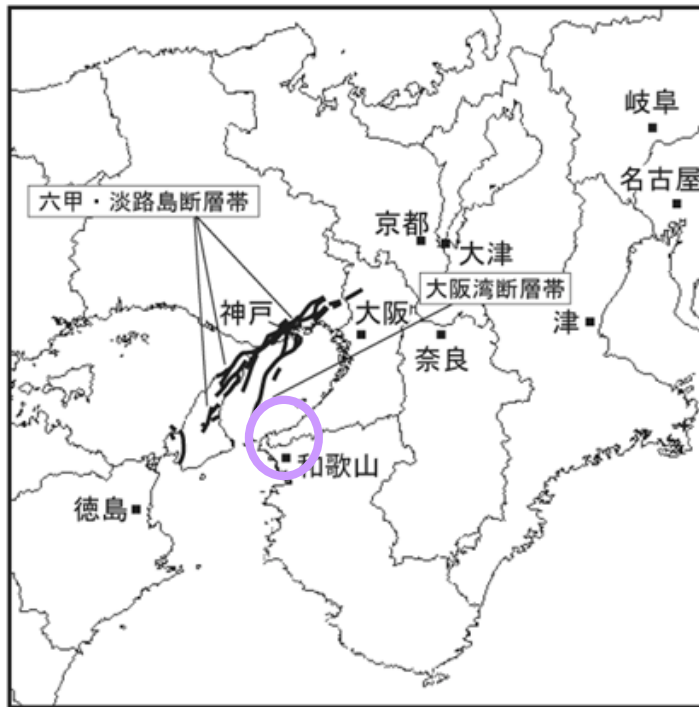 岐阜
名古屋
六甲・淡路島断層帯
京都
大津
大阪湾断層帯
神戸
大阪
津
奈良
和歌山
徳島